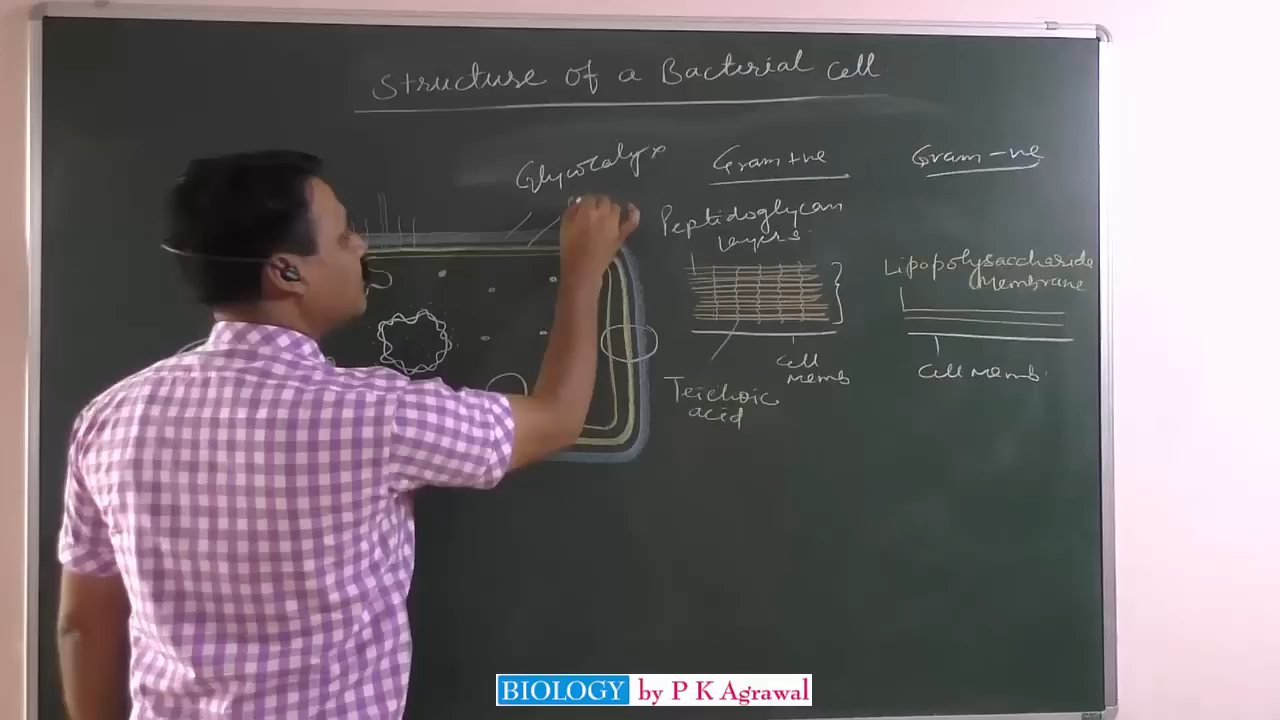 Structure of a Bacterial Cell
Glycocalyx
Gram +ve
Peptidoglycan
layers
Cell
Memb
Teichoic
acid
Gram -ve
Lipopolysaccharide
Membrane
Cell Memb.
BIOLOGY by P K Agrawal